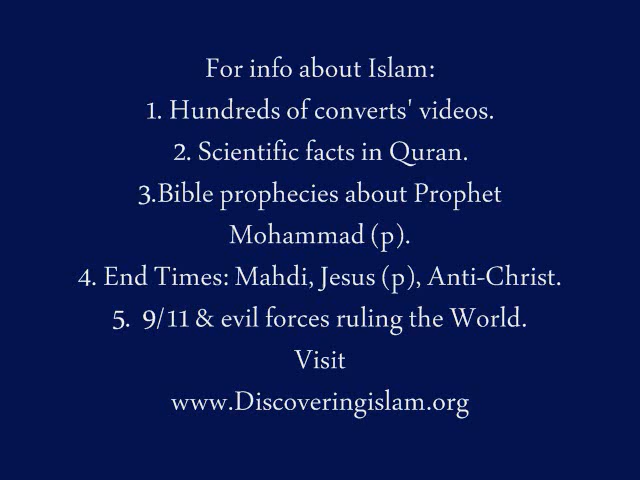 For info about Islam:
1. Hundreds of converts' videos.
2. Scientific facts in Quran.
3.Bible prophecies about Prophet
Mohammad (p).
4. End Times: Mahdi, Jesus (p), Anti-Christ.
5.  9/11 & evil forces ruling the World.
Visit
www.Discoveringislam.org